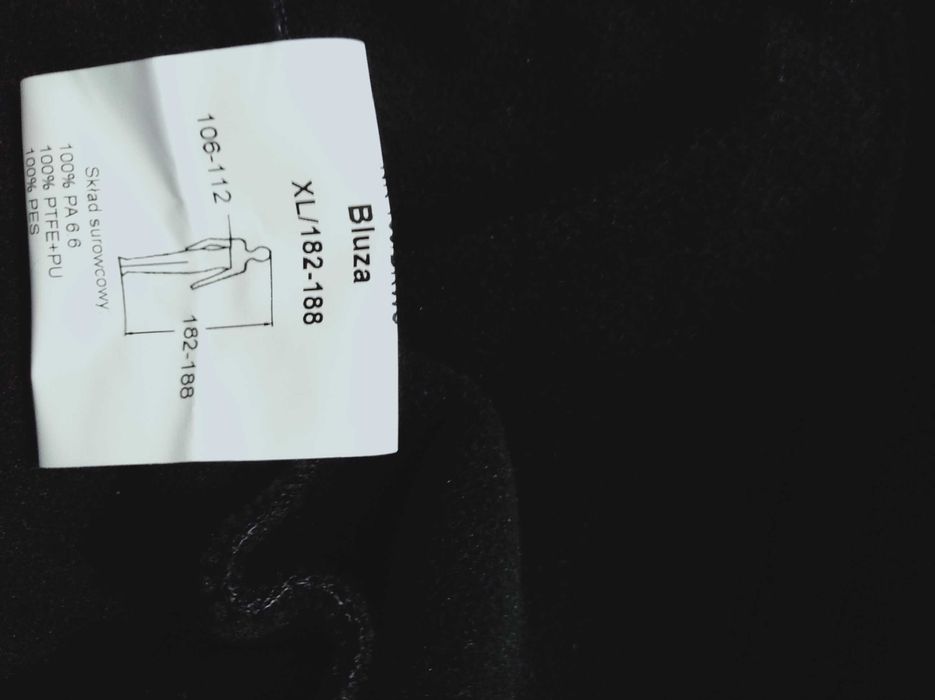 Bluza
XL/182-188
106-112
182-188
Skład surowcowy
100% PA 6.6
100% PTFE+PU
100% PES